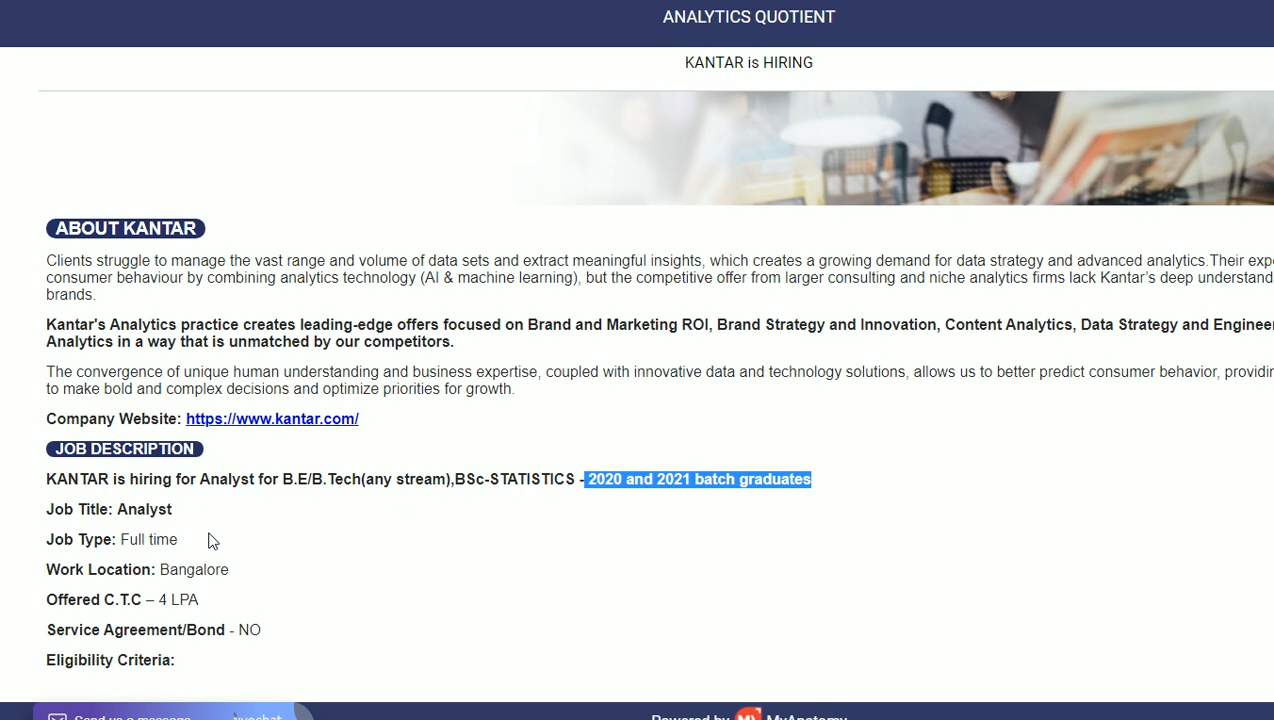 ANALYTICS QUOTIENT
KANTAR is HIRING
ABOUT KANTAR
Clients struggle to manage the vast range and volume of data sets and extract meaningful insights, which creates a growing demand for data strategy and advanced analytics.Their
consumer behaviour by combining analytics technology (AI & machine learning), but the competitive offer from larger consulting and niche analytics firms lack Kantar's deep
brands.
Kantar's Analytics practice creates leading-edge offers focused on Brand and Marketing ROI, Brand Strategy and Innovation, Content Analytics, Data Strategy and
Analytics in a way that is unmatched by our competitors.
The convergence of unique human understanding and business expertise, coupled with innovative data and technology solutions, allows us to better predict consumer behavior,
to make bold and complex decisions and optimize priorities for growth.
Company Website: https://www.kantar.com/
JOB DESCRIPTION
KANTAR is hiring for Analyst for B.E/B.Tech(any stream),BSc-STATISTICS - 2020 and 2021 batch graduates
Job Title: Analyst
Job Type: Full time
Work Location: Bangalore
Offered C.T.C – 4 LPA
Service Agreement/Bond - NO
Eligibility Criteria:
Send us a message
Powered by MyAnatomy